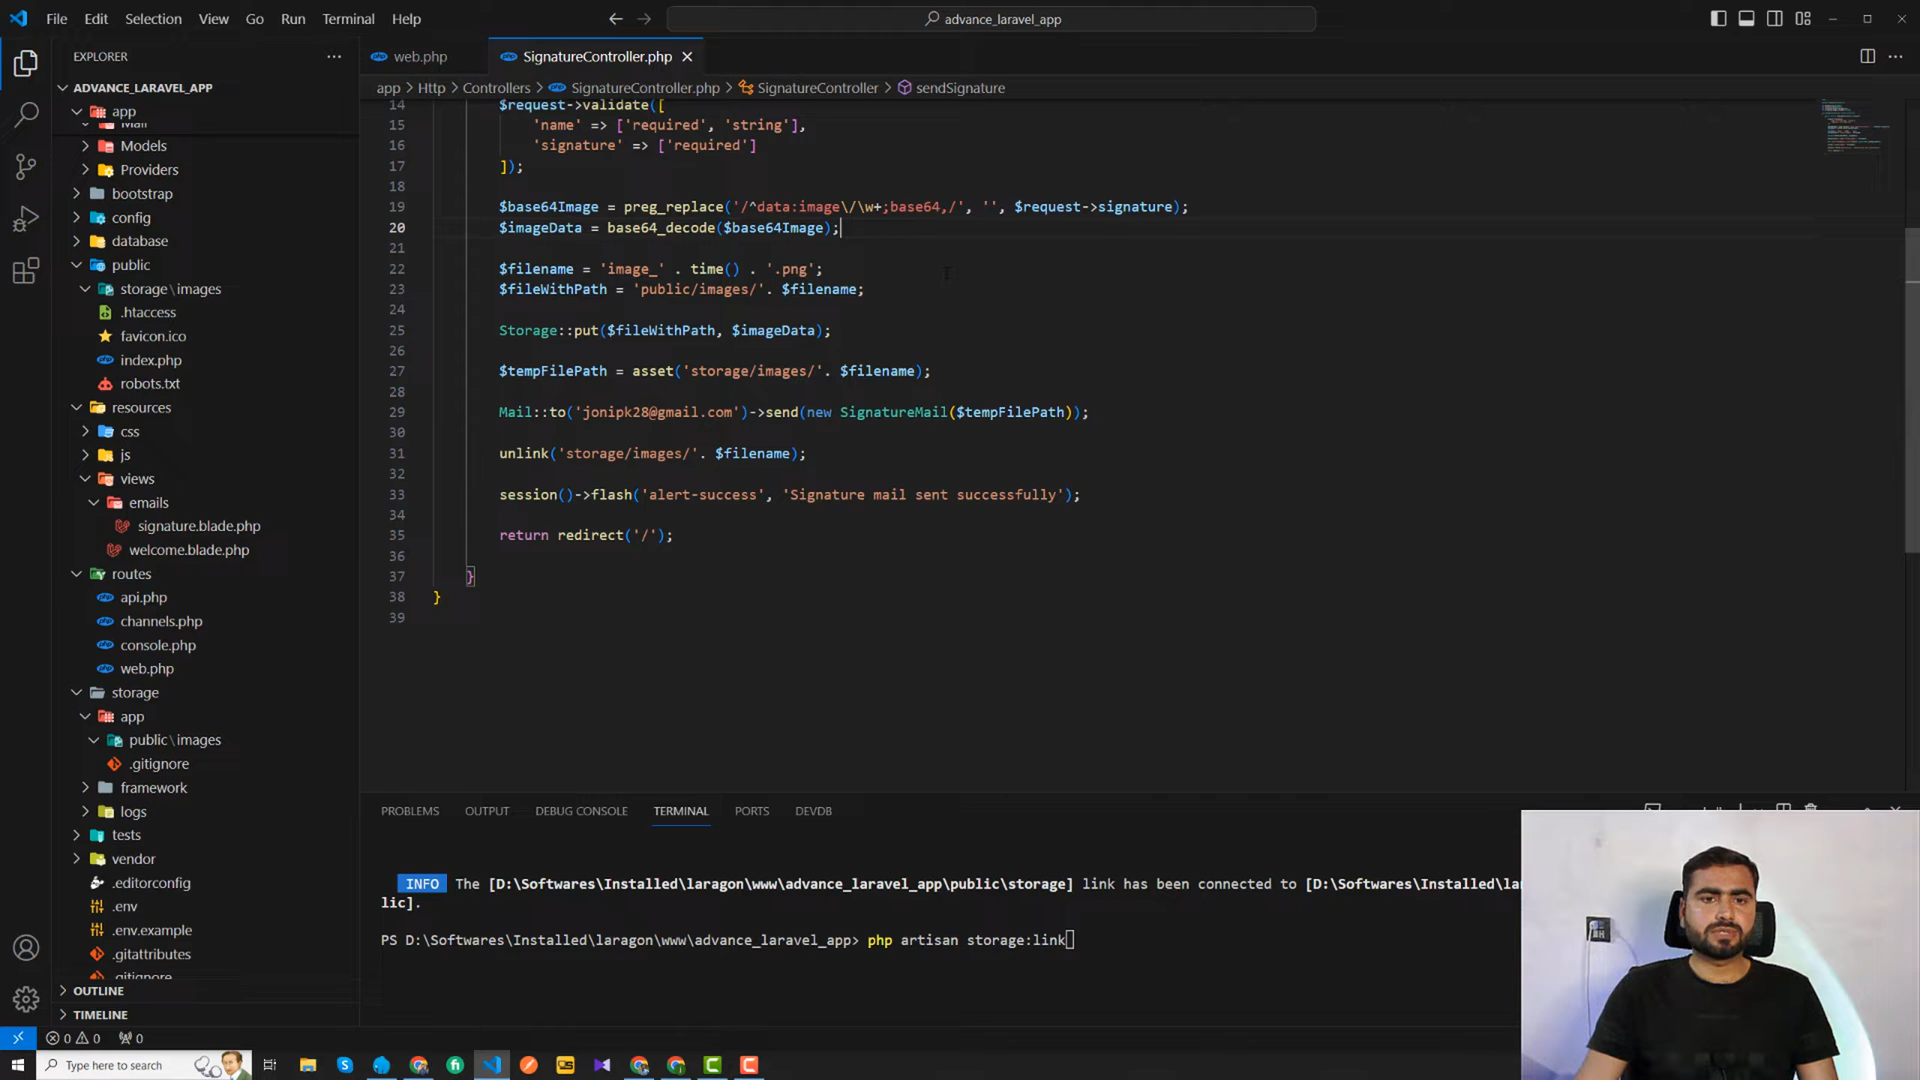 File Edit Selection View Go Run Terminal Help
advance_laravel_app
EXPLORER
web.php
SignatureController.php
app > Http > Controllers > SignatureController.php > SignatureController > sendSignature
ADVANCE_LARAVEL_APP
app
Mail
Models
Providers
bootstrap
config
database
public
storage\images
.htaccess
favicon.ico
index.php
robots.txt
resources
css
js
views
emails
signature.blade.php
welcome.blade.php
routes
api.php
channels.php
console.php
web.php
storage
app
public\images
.gitignore
framework
logs
tests
vendor
.editorconfig
.env
.env.example
.gitattributes
.gitignore
OUTLINE
TIMELINE
14 $request->validate([
15 'name' => ['required', 'string'],
16 'signature' => ['required']
17 ]);
18
19 $base64Image = preg_replace('/^data:image\/\w+;base64,/', '', $request->signature);
20 $imageData = base64_decode($base64Image);
21
22 $filename = 'image_' . time() . '.png';
23 $fileWithPath = 'public/images/'. $filename;
24
25 Storage::put($fileWithPath, $imageData);
26
27 $tempFilePath = asset('storage/images/'. $filename);
28
29 Mail::to('jonipk28@gmail.com')->send(new SignatureMail($tempFilePath));
30
31 unlink('storage/images/'. $filename);
32
33 session()->flash('alert-success', 'Signature mail sent successfully');
34
35 return redirect('/');
36
37 }
38 }
39
PROBLEMS OUTPUT DEBUG CONSOLE TERMINAL PORTS DEVDB
INFO The [D:\Softwares\Installed\laragon\www\advance_laravel_app\public\storage] link has been connected to [D:\Softwares\Installed\la
lic].
PS D:\Softwares\Installed\laragon\www\advance_laravel_app> php artisan storage:link
0 0 0
Type here to search